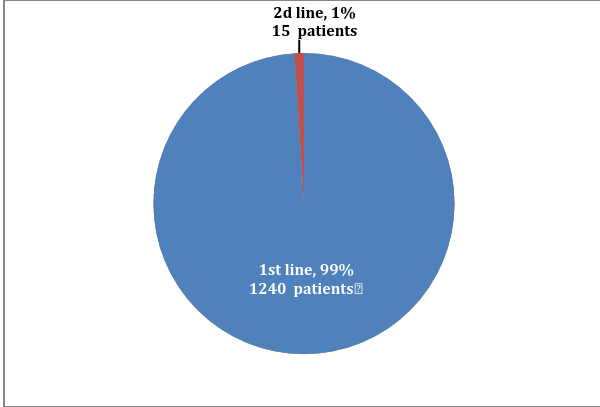 2d line, 1%
15  patients
1st line, 99%
1240  patients